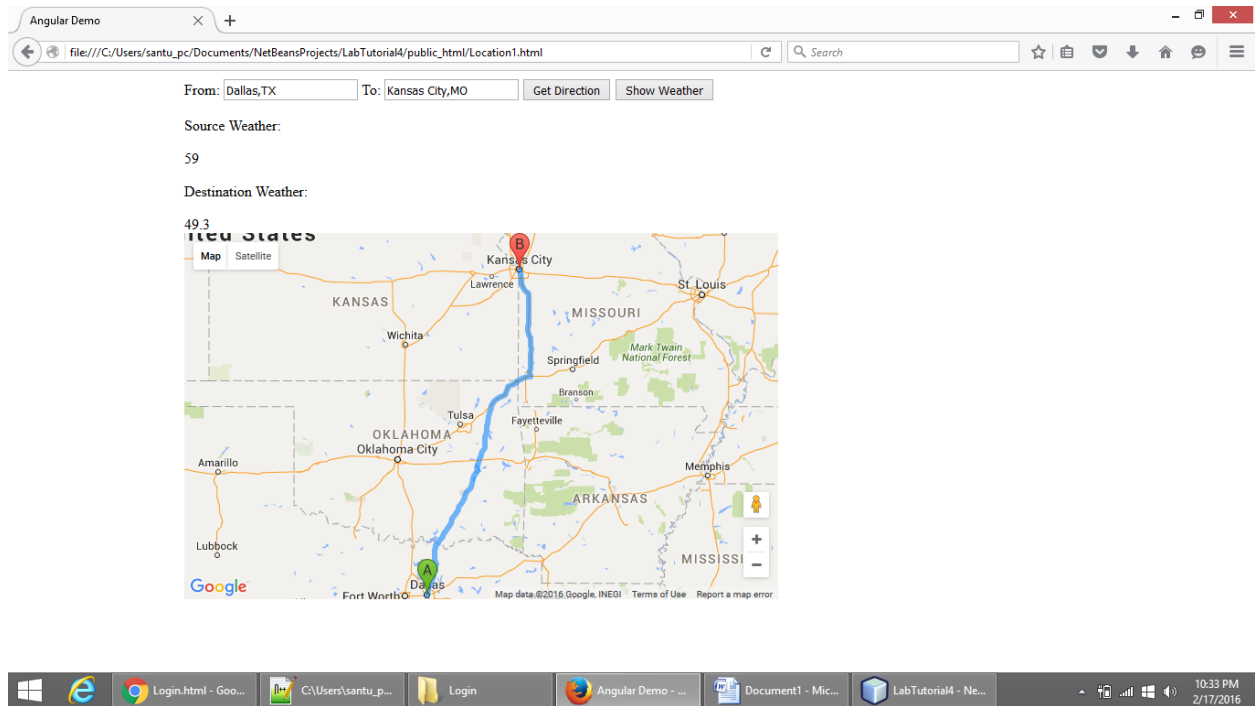 Angular Demo
file:///C:/Users/santu_pc/Documents/NetBeansProjects/LabTutorial4/public_html/Location1.html
Search
From: Dallas,TX To: Kansas City,MO Get Direction Show Weather
Source Weather:
59
Destination Weather:
49.3
ited States
Map Satellite
B
Kansas City
Lawrence
St. Louis
KANSAS
MISSOURI
Wichita
Mark Twain
National Forest
Springfield
Branson
Tulsa
Fayetteville
OKLAHOMA
Oklahoma City
Amarillo
Memphis
ARKANSAS
Lubbock
MISSISSI
A
Dallas
Fort Worth
Google
Map data ©2016 Google, INEGI Terms of Use Report a map error
Login.html - Goo...
C:\Users\santu_p...
Login
Angular Demo - ...
Document1 - Mic...
LabTutorial4 - Ne...
10:33 PM
2/17/2016